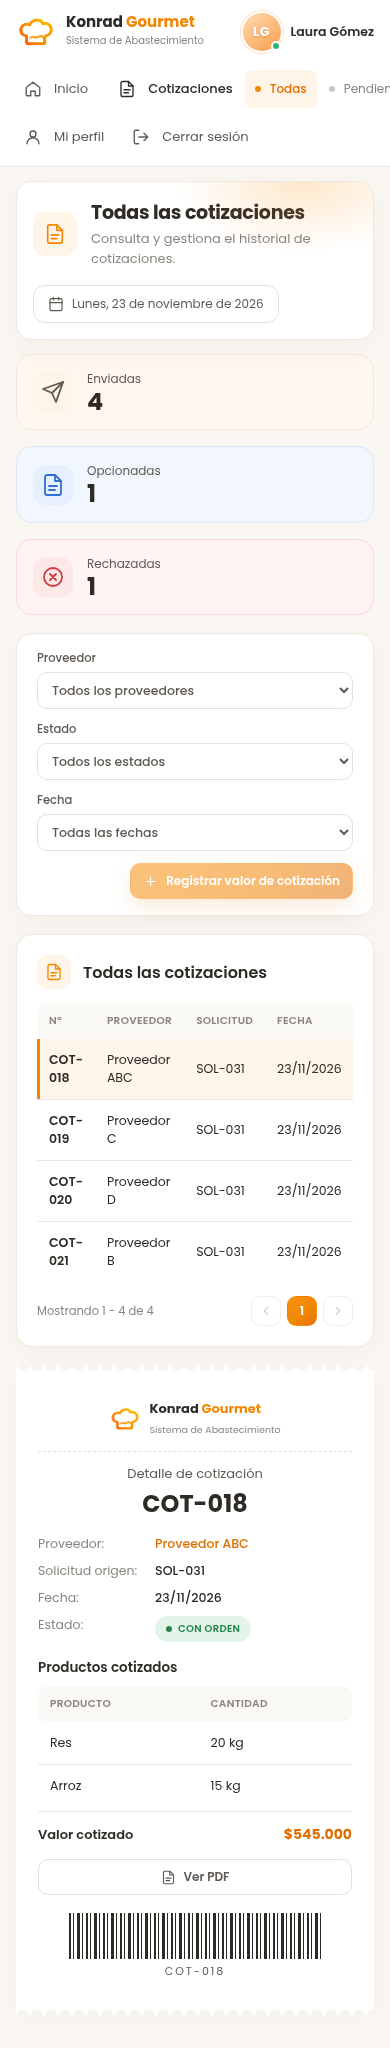 Konrad Gourmet
Sistema de Abastecimiento
LG
Laura Gómez
Inicio
Cotizaciones
Todas
Pendien
Mi perfil
Cerrar sesión
Todas las cotizaciones
Consulta y gestiona el historial de
cotizaciones.
Lunes, 23 de noviembre de 2026
Enviadas
4
Opcionadas
1
Rechazadas
1
Proveedor
Todos los proveedores
Estado
Todos los estados
Fecha
Todas las fechas
Registrar valor de cotización
Todas las cotizaciones
Nº PROVEEDOR SOLICITUD FECHA
COT-018 Proveedor ABC SOL-031 23/11/2026
COT-019 Proveedor C SOL-031 23/11/2026
COT-020 Proveedor D SOL-031 23/11/2026
COT-021 Proveedor B SOL-031 23/11/2026
Mostrando 1 - 4 de 4
1
Konrad Gourmet
Sistema de Abastecimiento
Detalle de cotización
COT-018
Proveedor: Proveedor ABC
Solicitud origen: SOL-031
Fecha: 23/11/2026
Estado: CON ORDEN
Productos cotizados
PRODUCTO CANTIDAD
Res 20 kg
Arroz 15 kg
Valor cotizado $545.000
Ver PDF
COT-018